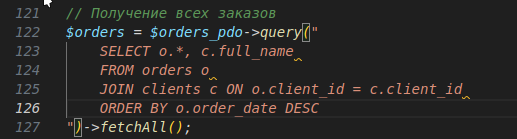 121 // Получение всех заказов
122 $orders = $orders_pdo->query("
123 SELECT o.*, c.full_name
124 FROM orders o
125 JOIN clients c ON o.client_id = c.client_id
126 ORDER BY o.order_date DESC
127 ")->fetchAll();